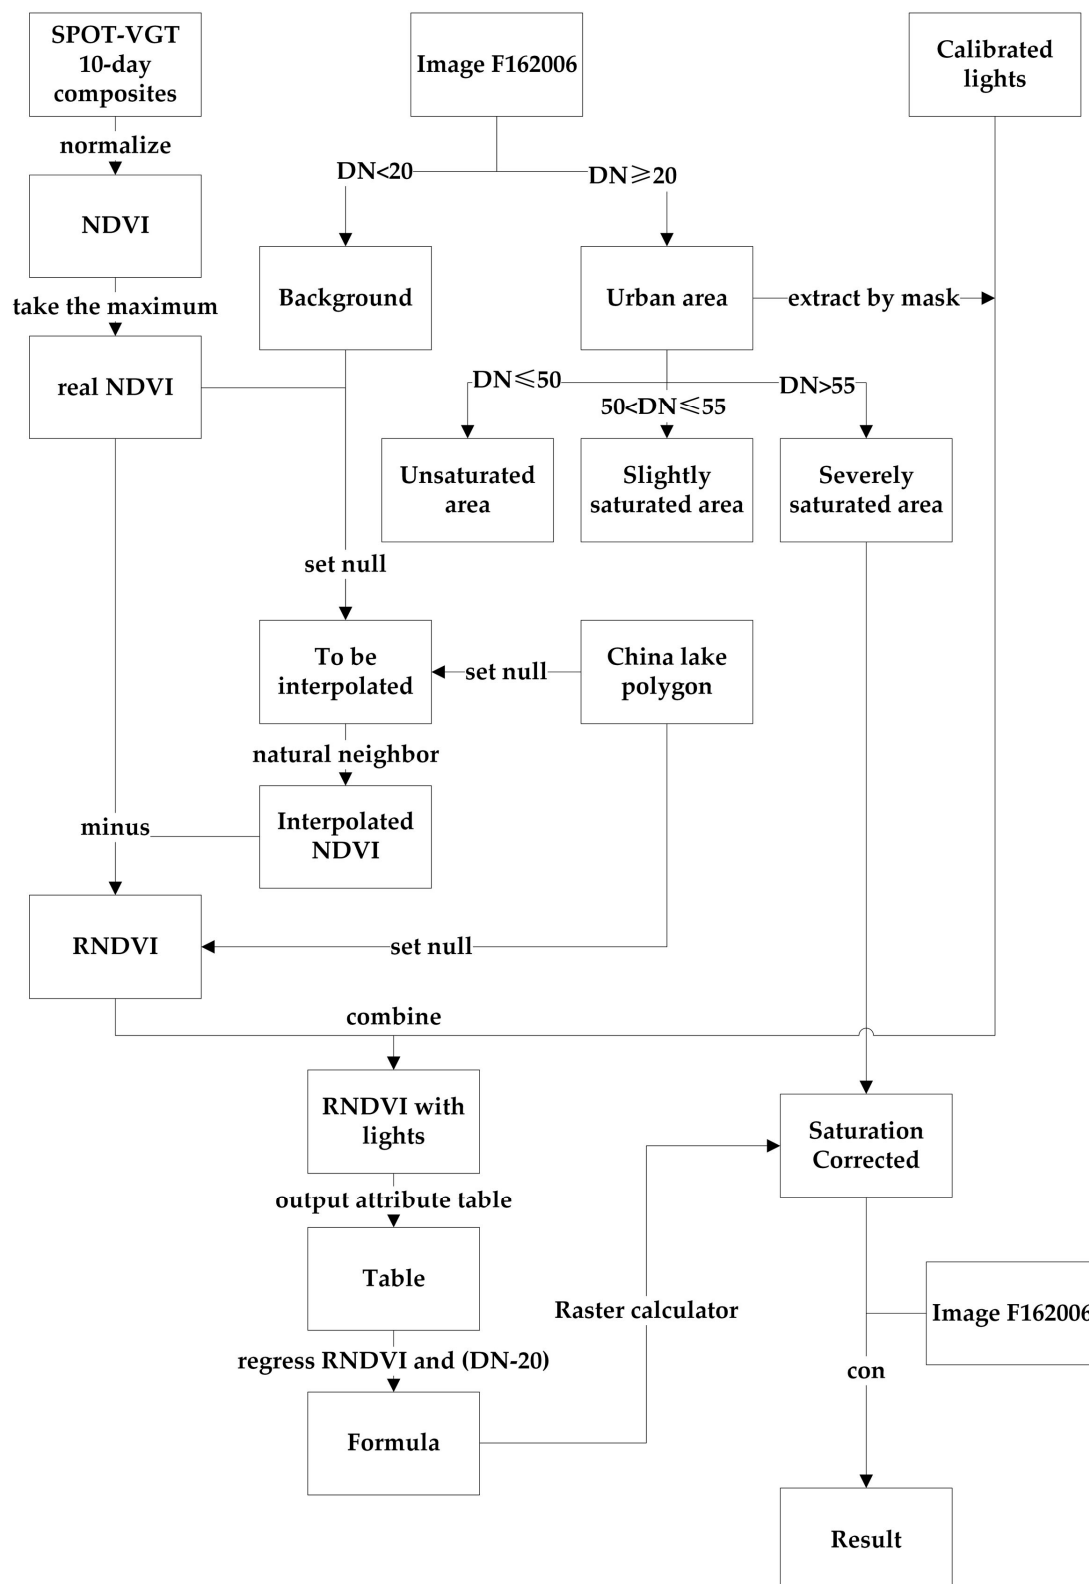 SPOT-VGT
10-day
composites
Image F162006
Calibrated
lights
normalize
DN<20
DN≥20
NDVI
Background
Urban area
extract by mask
take the maximum
real NDVI
DN≤50
50<DN≤55
DN>55
Unsaturated
area
Slightly
saturated area
Severely
saturated area
set null
To be
interpolated
set null
China lake
polygon
natural neighbor
Interpolated
NDVI
minus
RNDVI
set null
combine
RNDVI with
lights
Saturation
Corrected
output attribute table
Table
Raster calculator
Image F162006
regress RNDVI and (DN-20)
con
Formula
Result